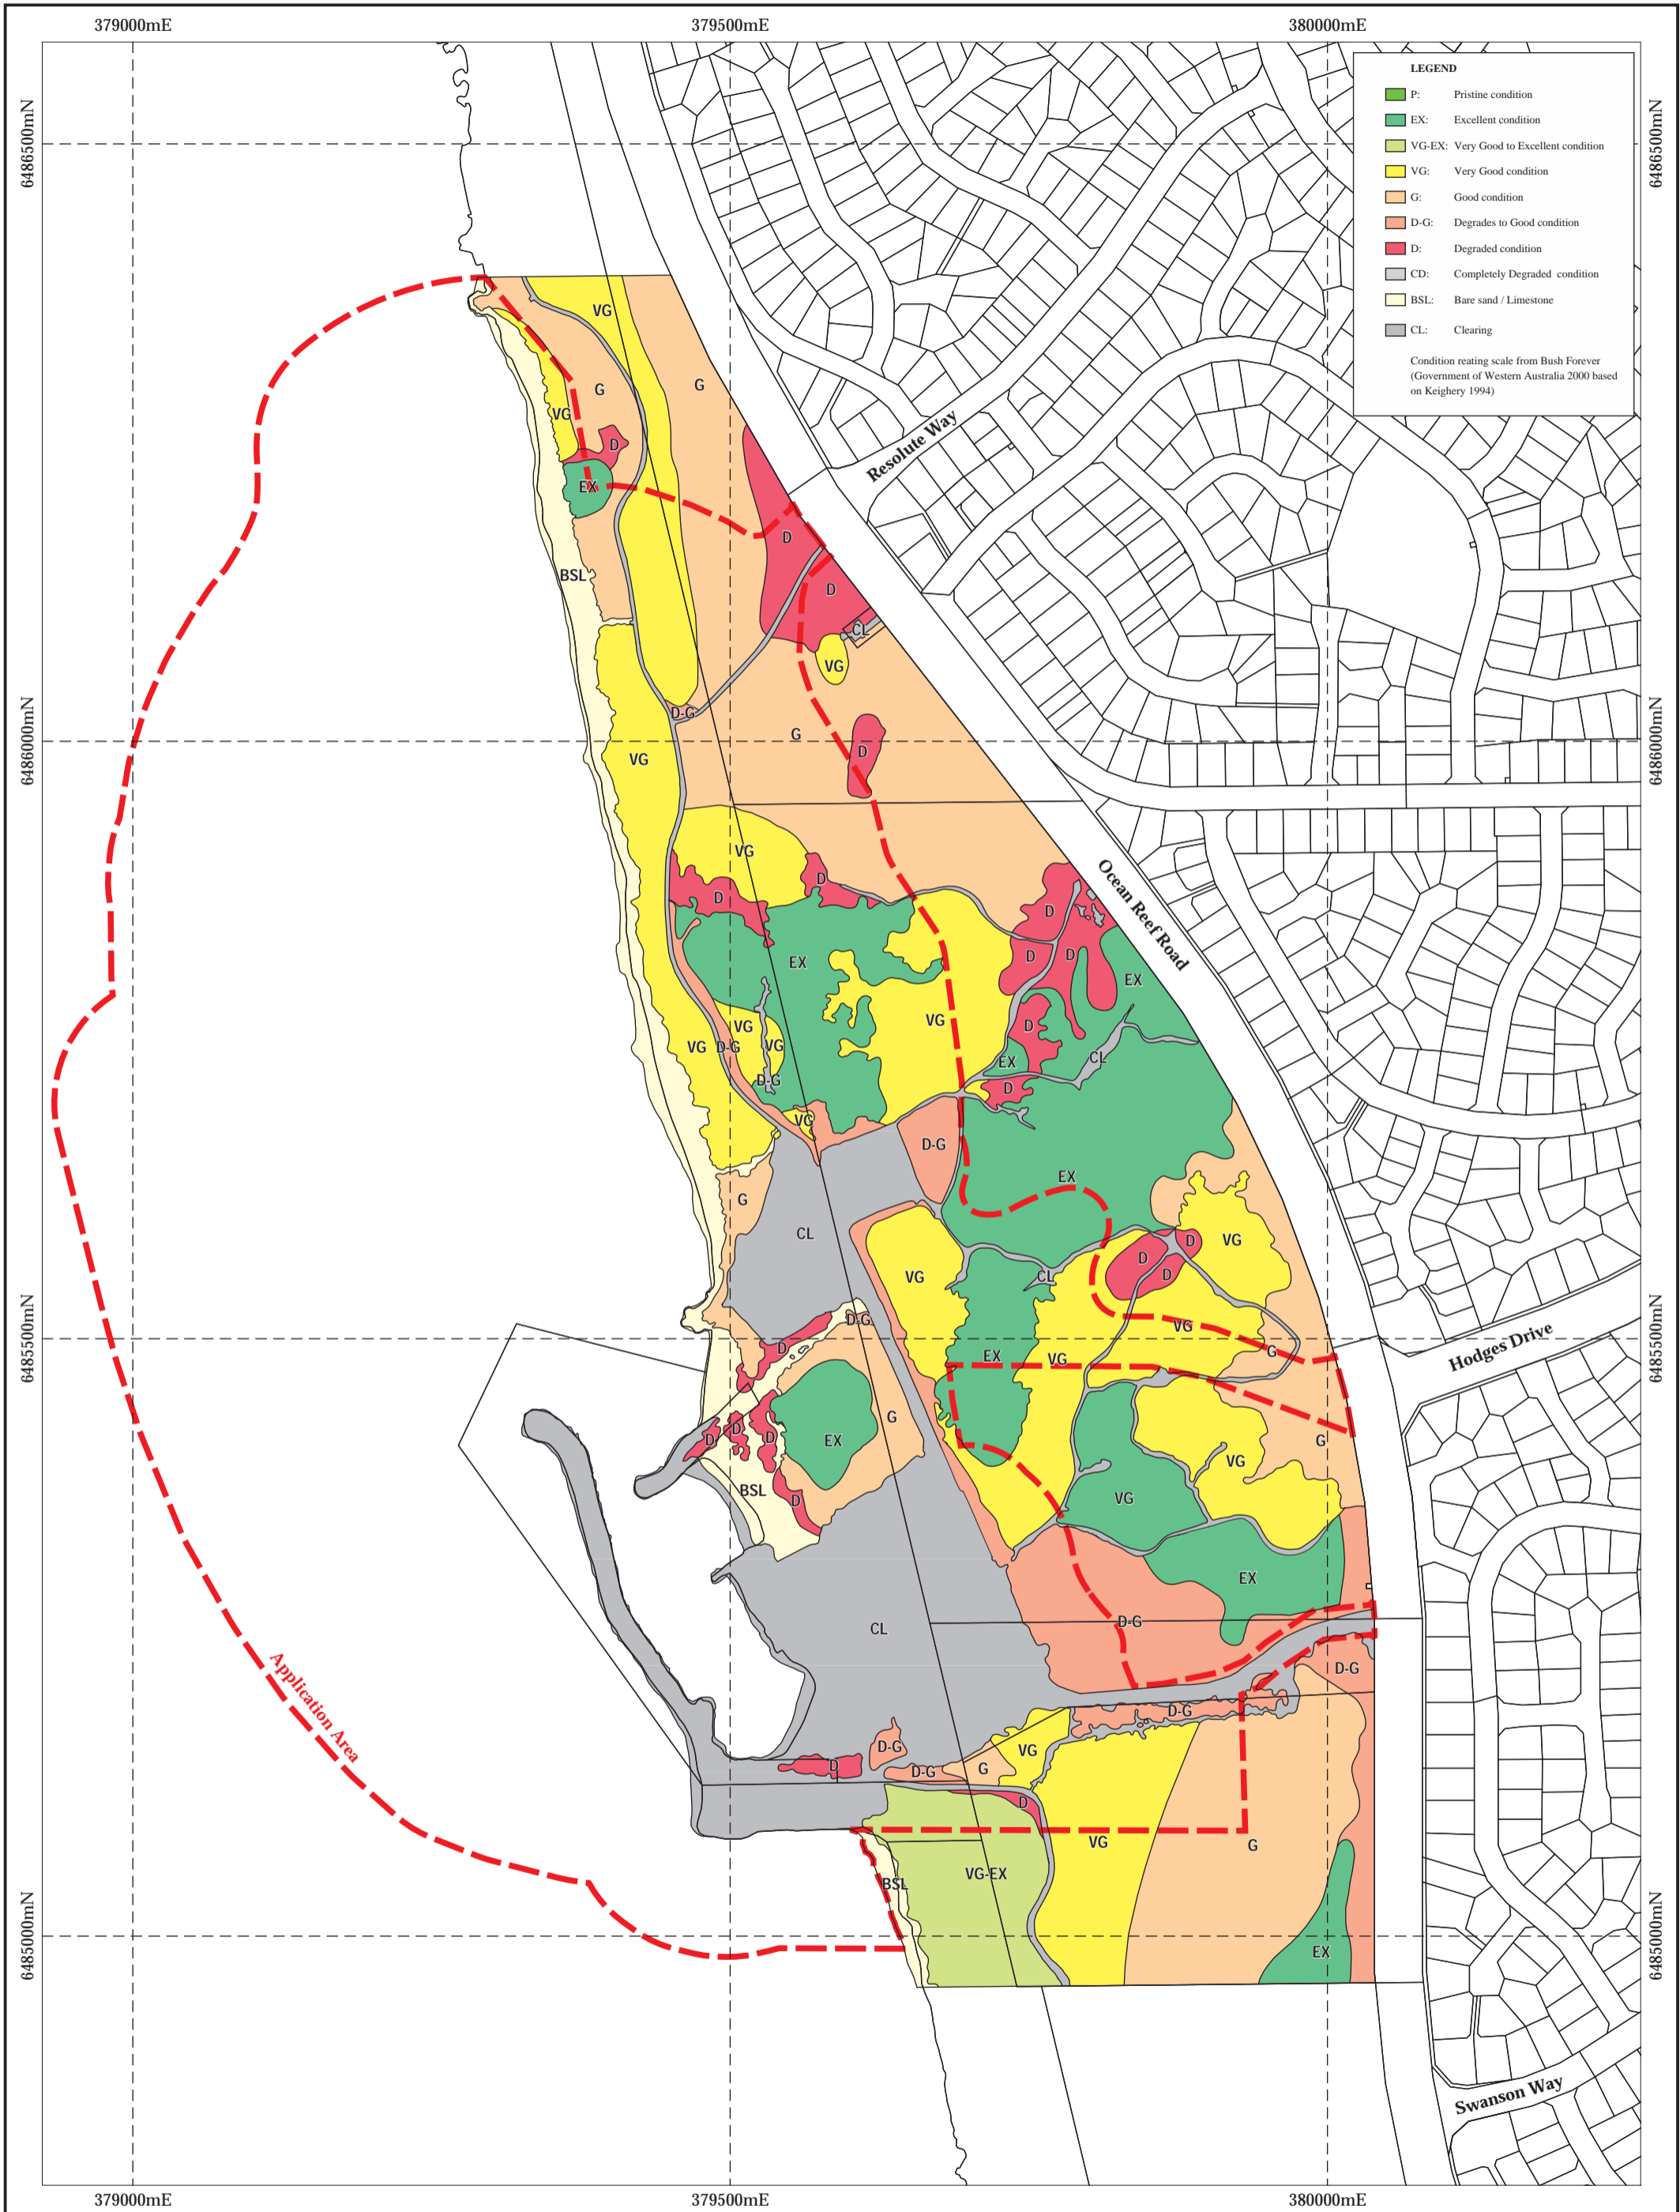 379000mE 379500mE 380000mE
LEGEND
P: Pristine condition
EX: Excellent condition
VG-EX: Very Good to Excellent condition
VG: Very Good condition
G: Good condition
D-G: Degrades to Good condition
D: Degraded condition
CD: Completely Degraded condition
BSL: Bare sand / Limestone
CL: Clearing
Condition reating scale from Bush Forever
(Government of Western Australia 2000 based
on Keighery 1994)
6486500mN
6486500mN
VG
G
G
VG
D
Resolute Way
EX
D
BSL
D
CL
VG
D-G
G
D
VG
6486000mN
6486000mN
VG
D
D
Ocean Reef Road
D
EX
D
D
EX
VG
VG
D
VG
D-G
VG
CL
EX
D-G
D
VG
D-G
EX
G
CL
VG
D
D
VG
D
CL
D-G
VG
Hodges Drive
6485500mN
6485500mN
D
EX
VG
G
G
D
D
D
EX
G
VG
BSL
D
VG
EX
CL
D-G
D-G
Application Area
D-G
D-G
VG
D
D-G
G
D
VG
G
VG-EX
BSL
EX
6485000mN
6485000mN
Swanson Way
379000mE 379500mE 380000mE